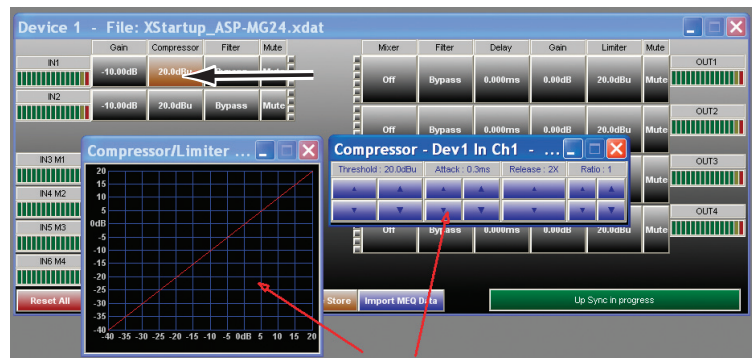 Device 1 - File: XStartup_ASP-MG24.xdat
Gain Compressor Filter Mute Mixer Filter Delay Gain Limiter Mute
IN1 -10.00dB 20.0dBu Mute Off Bypass 0.000ms 0.00dB 20.0dBu Mute OUT1
IN2 -10.00dB 20.0dBu Bypass Mute OUT2
Off Bypass 0.000ms 0.00dB 20.0dBu Mute
Compressor/Limiter ...
Compressor - Dev1 In Ch1 - ...
Threshold : 20.0dBu Attack : 0.3ms Release : 2X Ratio : 1
IN3 M1 Mute OUT3
IN4 M2 OUT4
IN5 M3 Off Bypass 0.000ms 0.00dB 20.0dBu Mute
IN6 M4
20
15
10
5
0dB
-5
-10
-15
-20
-25
-30
-35
-40
-40 -35 -30 -25 -20 -15 -10 -5 0dB 5 10 15 20
Reset All Store Import MEQ Data Up Sync in progress